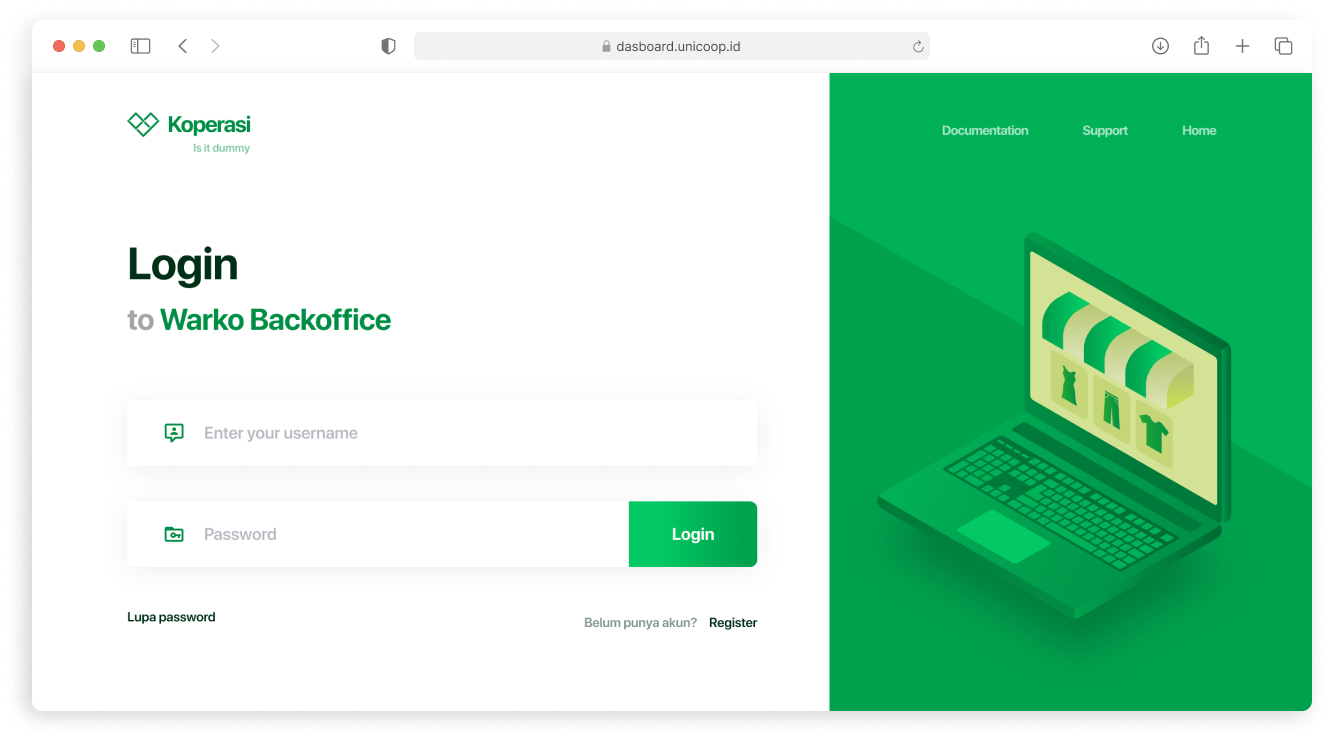 dasboard.unicoop.id
Koperasi
Is it dummy
Documentation Support Home
Login
to Warko Backoffice
Enter your username
Password
Login
Lupa password
Belum punya akun? Register